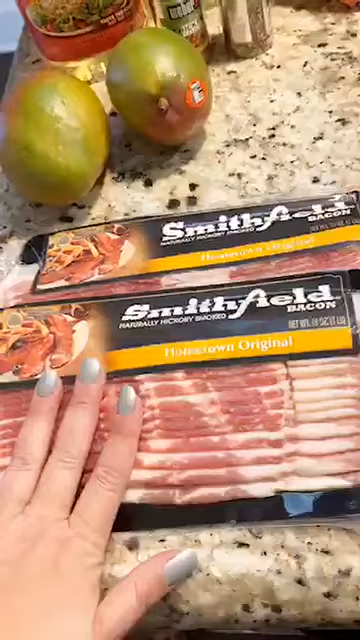 Smithfield
NATURALLY HICKORY SMOKED
BACON
Hometown Original
Smithfield
NATURALLY HICKORY SMOKED
BACON
Hometown Original